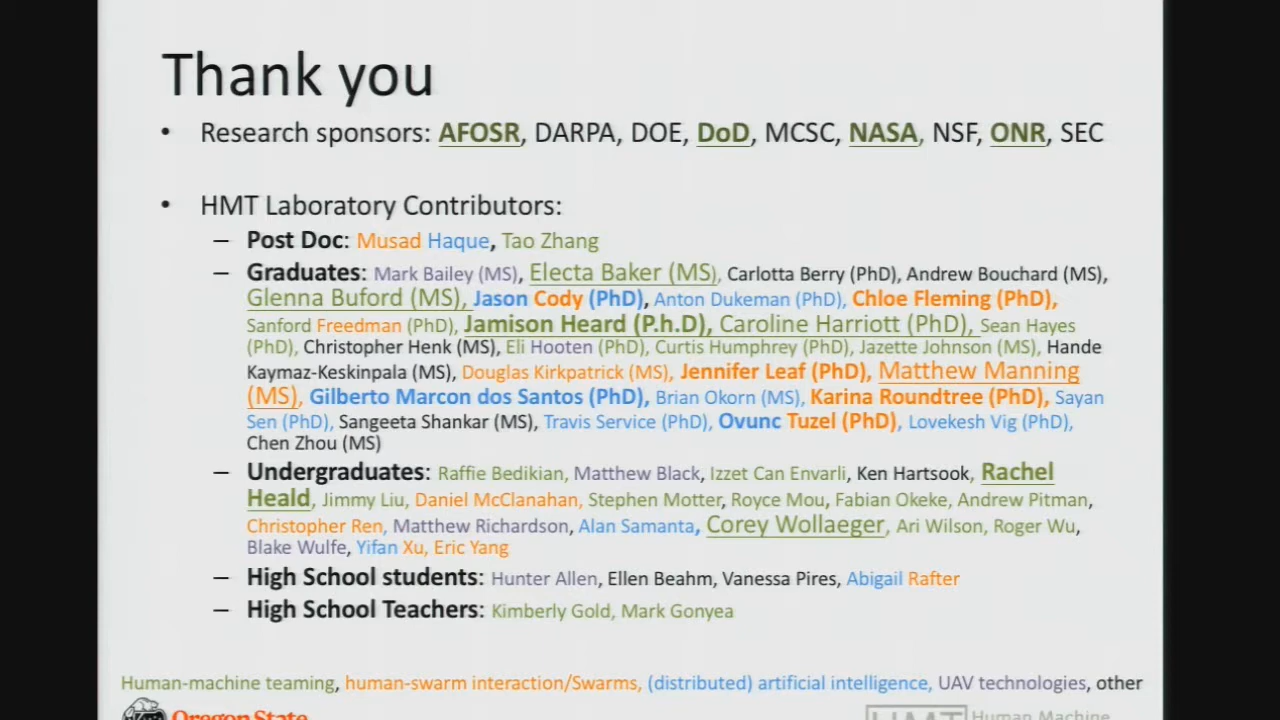 Thank you
• Research sponsors: AFOSR, DARPA, DOE, DoD, MCSC, NASA, NSF, ONR, SEC
• HMT Laboratory Contributors:
– Post Doc: Musad Haque, Tao Zhang
– Graduates: Mark Bailey (MS), Electa Baker (MS), Carlotta Berry (PhD), Andrew Bouchard (MS),
Glenna Buford (MS), Jason Cody (PhD), Anton Dukeman (PhD), Chloe Fleming (PhD),
Sanford Freedman (PhD), Jamison Heard (P.h.D), Caroline Harriott (PhD), Sean Hayes
(PhD), Christopher Henk (MS), Eli Hooten (PhD), Curtis Humphrey (PhD), Jazette Johnson (MS), Hande
Kaymaz-Keskinpala (MS), Douglas Kirkpatrick (MS), Jennifer Leaf (PhD), Matthew Manning
(MS), Gilberto Marcon dos Santos (PhD), Brian Okorn (MS), Karina Roundtree (PhD), Sayan
Sen (PhD), Sangeeta Shankar (MS), Travis Service (PhD), Ovunc Tuzel (PhD), Lovekesh Vig (PhD),
Chen Zhou (MS)
– Undergraduates: Raffie Bedikian, Matthew Black, Izzet Can Envarli, Ken Hartsook, Rachel
Heald, Jimmy Liu, Daniel McClanahan, Stephen Motter, Royce Mou, Fabian Okeke, Andrew Pitman,
Christopher Ren, Matthew Richardson, Alan Samanta, Corey Wollaeger, Ari Wilson, Roger Wu,
Blake Wulfe, Yifan Xu, Eric Yang
– High School students: Hunter Allen, Ellen Beahm, Vanessa Pires, Abigail Rafter
– High School Teachers: Kimberly Gold, Mark Gonyea
Human-machine teaming, human-swarm interaction/Swarms, (distributed) artificial intelligence, UAV technologies, other
Oregon State
HMT Human Machine